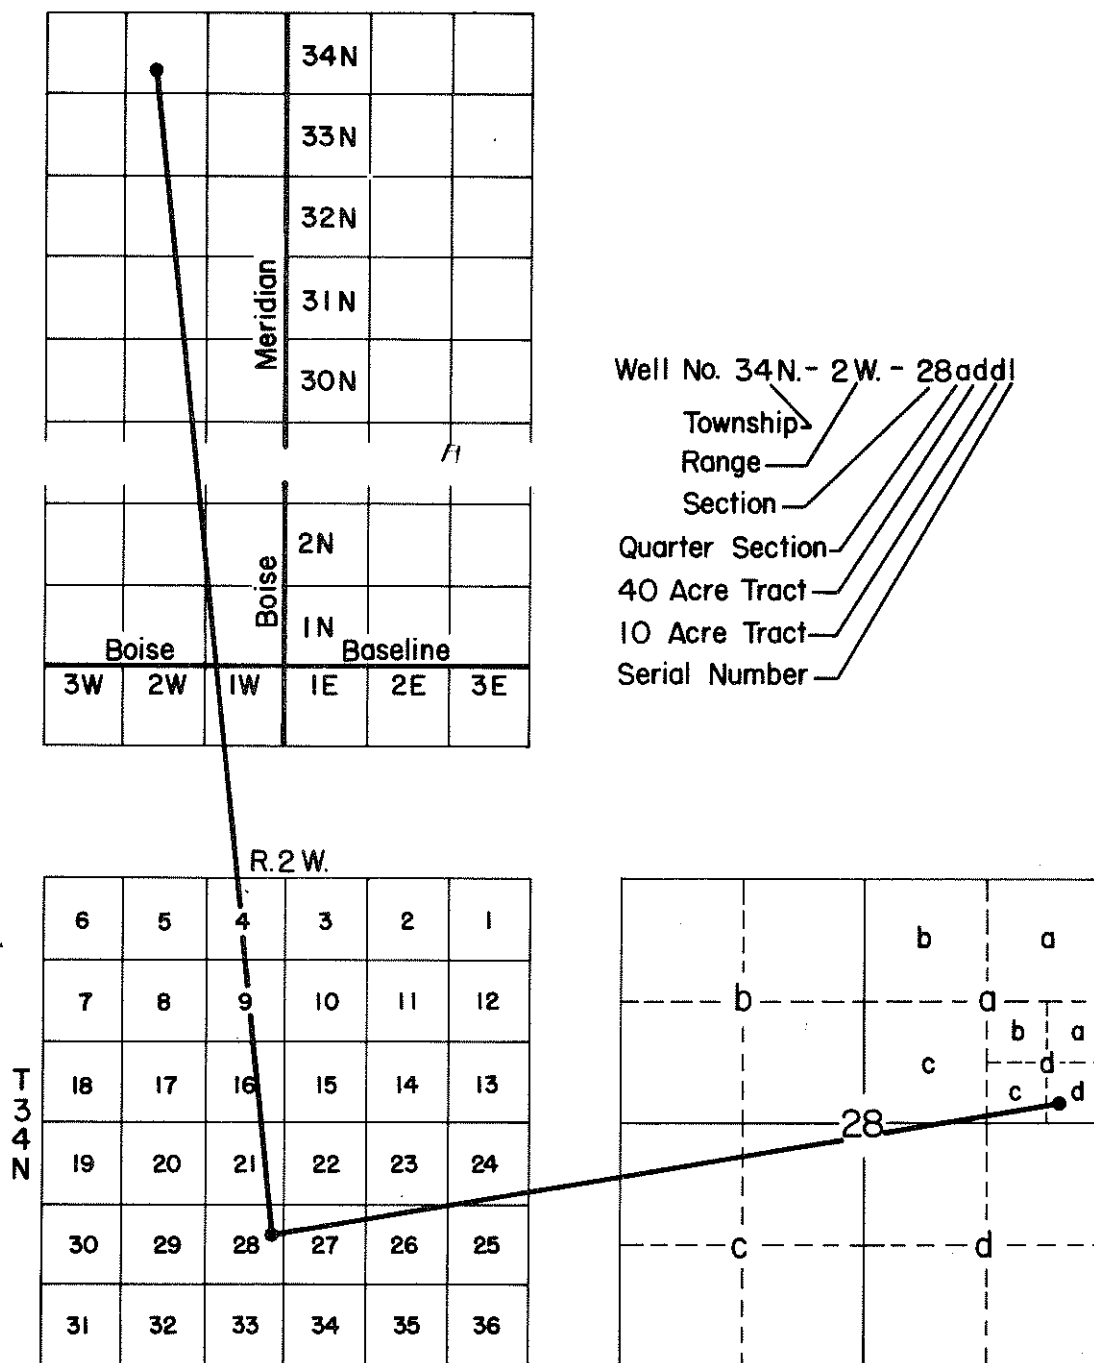 34N
33N
32N
31N
30N
Meridian
2N
1N
Boise
Boise Baseline
3W 2W 1W 1E 2E 3E
Well No. 34N.- 2W. - 28add1
Township
Range
Section
Quarter Section
40 Acre Tract
10 Acre Tract
Serial Number
R.2W.
T34N
6 5 4 3 2 1
7 8 9 10 11 12
18 17 16 15 14 13
19 20 21 22 23 24
30 29 28 27 26 25
31 32 33 34 35 36
b a
b a
b a
c d
c d
28
c d